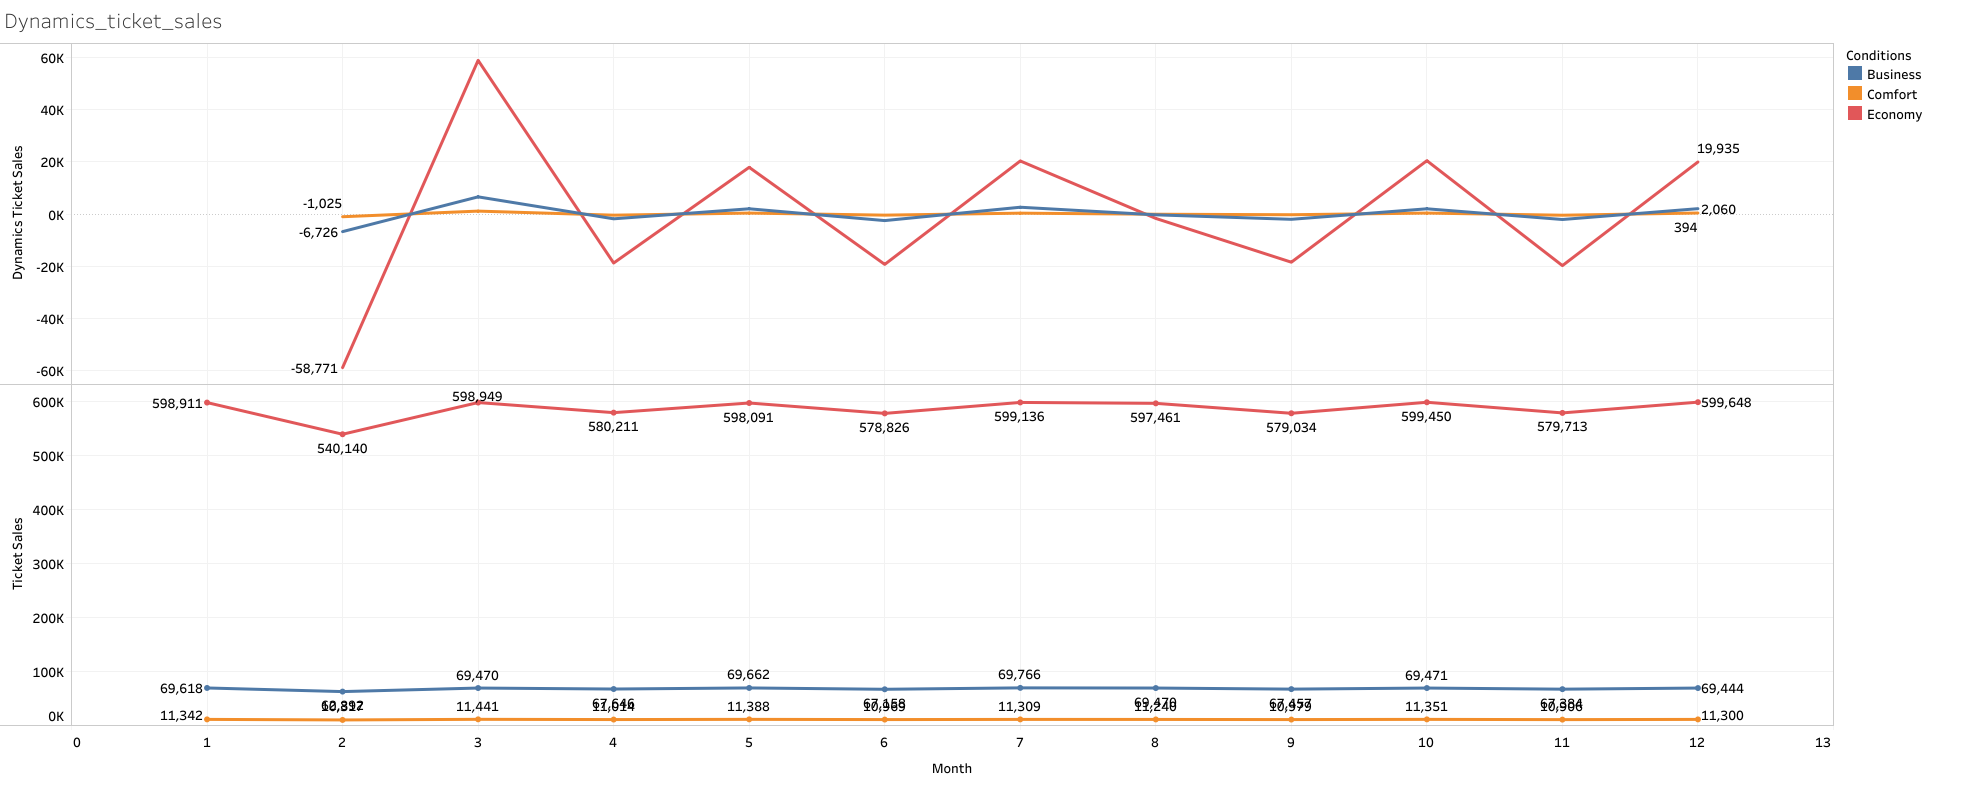 Dynamics_ticket_sales
Conditions
Business
Comfort
Economy
Dynamics Ticket Sales
60K
40K
20K
0K
-20K
-40K
-60K
-1,025
-6,726
-58,771
19,935
2,060
394
Ticket Sales
600K
500K
400K
300K
200K
100K
0K
598,911
540,140
598,949
580,211
598,091
578,826
599,136
597,461
579,034
599,450
579,713
599,648
69,618
69,470
69,662
69,766
69,471
69,444
11,342
11,441
11,388
11,309
11,351
11,300
0 1 2 3 4 5 6 7 8 9 10 11 12 13
Month